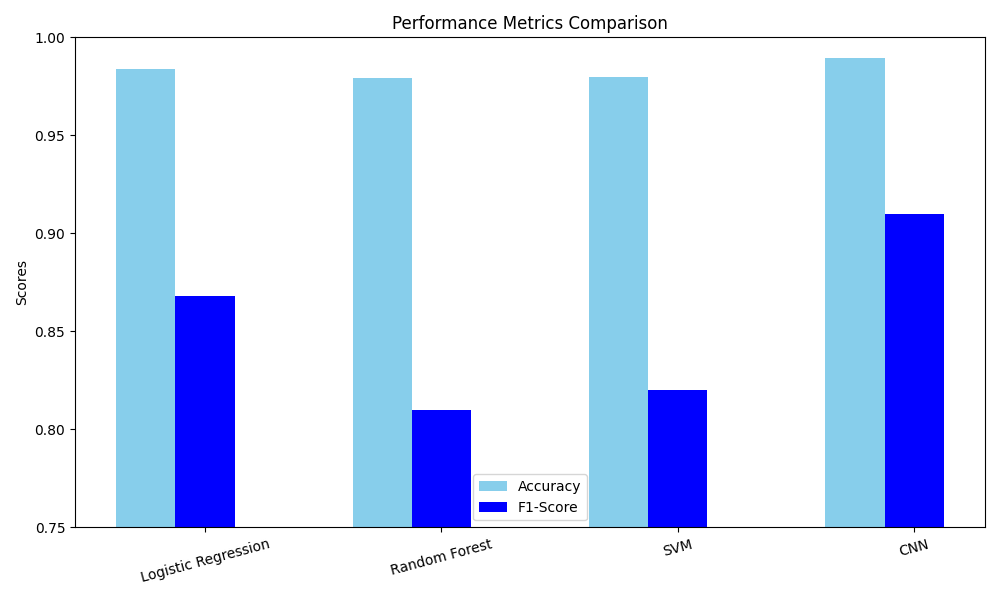 Performance Metrics Comparison
Scores
1.00
0.95
0.90
0.85
0.80
0.75
Accuracy
F1-Score
Logistic Regression
Random Forest
SVM
CNN